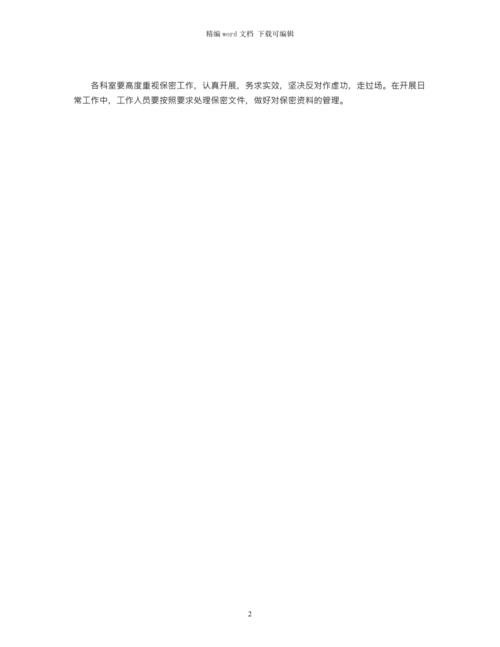 精编 word 文档 下载可编辑
各科室要高度重视保密工作，认真开展，务求实效，坚决反对作虚功，走过场。在开展日
常工作中，工作人员要按照要求处理保密文件，做好对保密资料的管理。
2